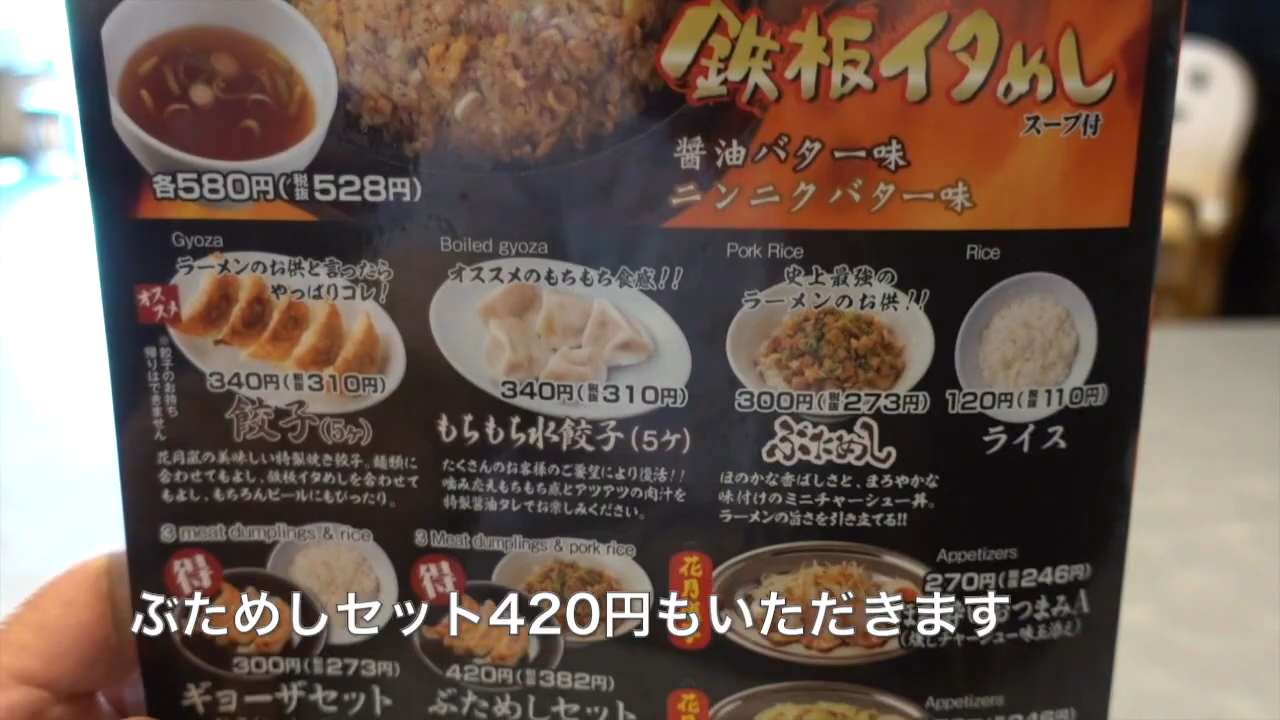 鉄板イタめし
スープ付
醤油バター味
ニンニクバター味
各580円(税抜528円)
Gyoza
ラーメンのお供と言ったら
やっぱりコレ!
オススメ
※餃子のお持ち
帰りはできません
340円(税抜310円)
餃子(5ヶ)
花月嵐の美味しい特製焼き餃子。麺類に
合わせてもよし、鉄板イタめしを合わせて
もよし、もちろんビールにもぴったり。
Boiled gyoza
オススメのもちもち食感!!
340円(税抜310円)
もちもち水餃子(5ケ)
たくさんのお客様のご要望により復活!!
噛みたえもちもち感とアツアツの肉汁を
特製醤油タレでお楽しみください。
Pork Rice
史上最強の
ラーメンのお供!!
300円(税抜273円)
ぶためし
ほのかな香ばしさと、まろやかな
味付けのミニチャーシュー丼。
ラーメンの旨さを引き立てる!!
Rice
120円(税抜110円)
ライス
3 meat dumplings & rice
得
300円(税抜273円)
ギョーザセット
3 Meat dumplings & pork rice
得
420円(税抜382円)
ぶためしセット
花月
Appetizers
270円(税抜246円)
おつまみA
花月
Appetizers
ぶためしセット420円もいただきます